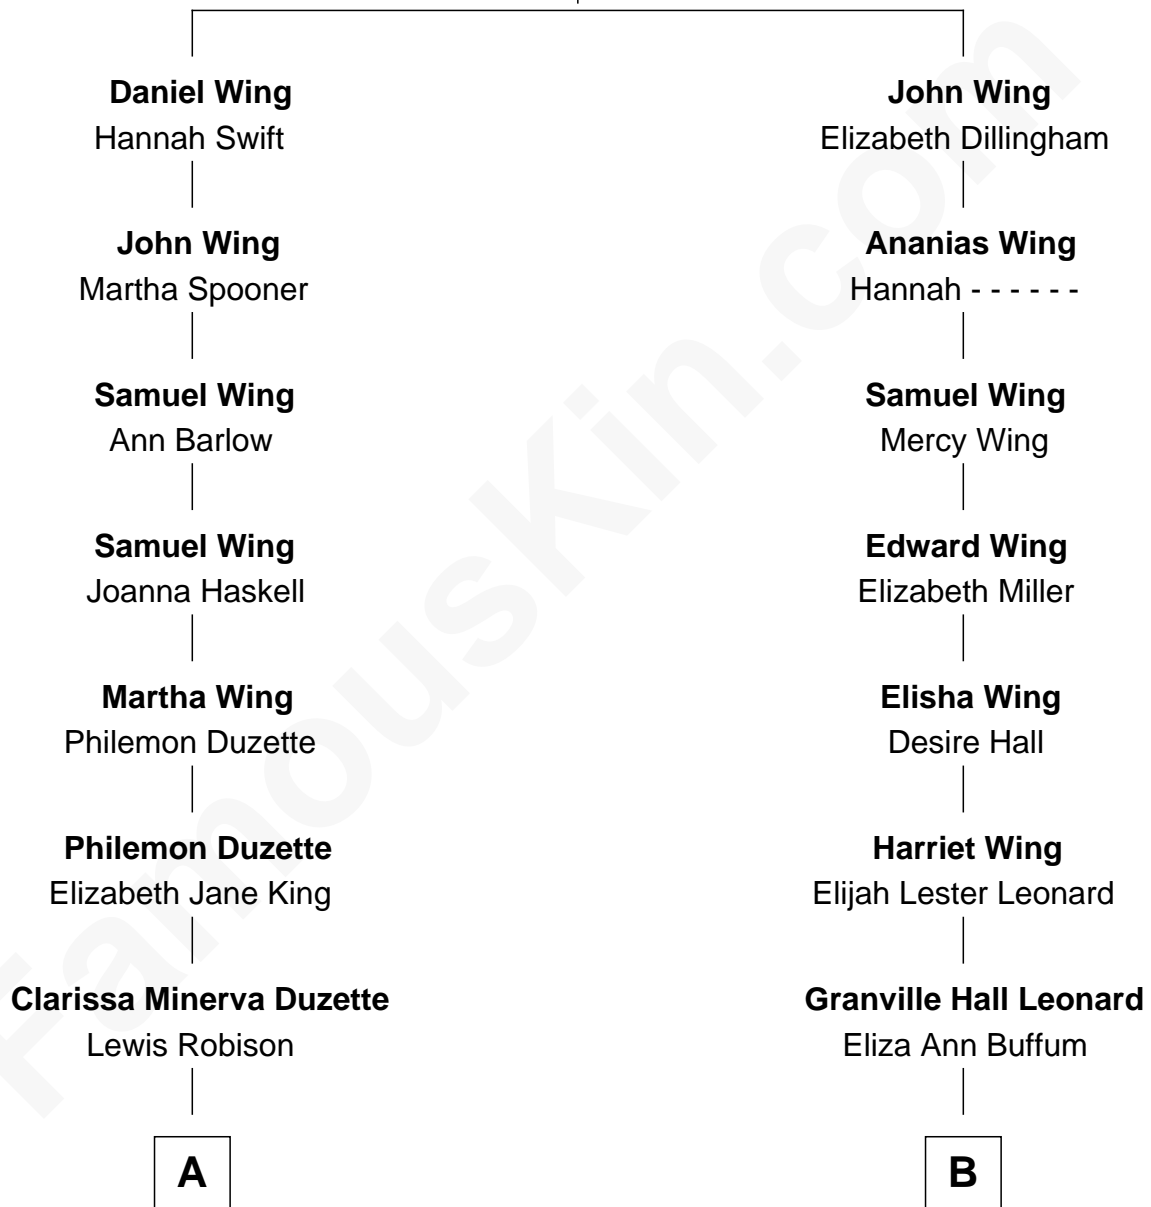 Daniel Wing
Hannah Swift
John Wing
Martha Spooner
Samuel Wing
Ann Barlow
Samuel Wing
Joanna Haskell
Martha Wing
Philemon Duzette
Philemon Duzette
Elizabeth Jane King
Clarissa Minerva Duzette
Lewis Robison
A
John Wing
Elizabeth Dillingham
Ananias Wing
Hannah - - - - - -
Samuel Wing
Mercy Wing
Edward Wing
Elizabeth Miller
Elisha Wing
Desire Hall
Harriet Wing
Elijah Lester Leonard
Granville Hall Leonard
Eliza Ann Buffum
B
FamousKin.com